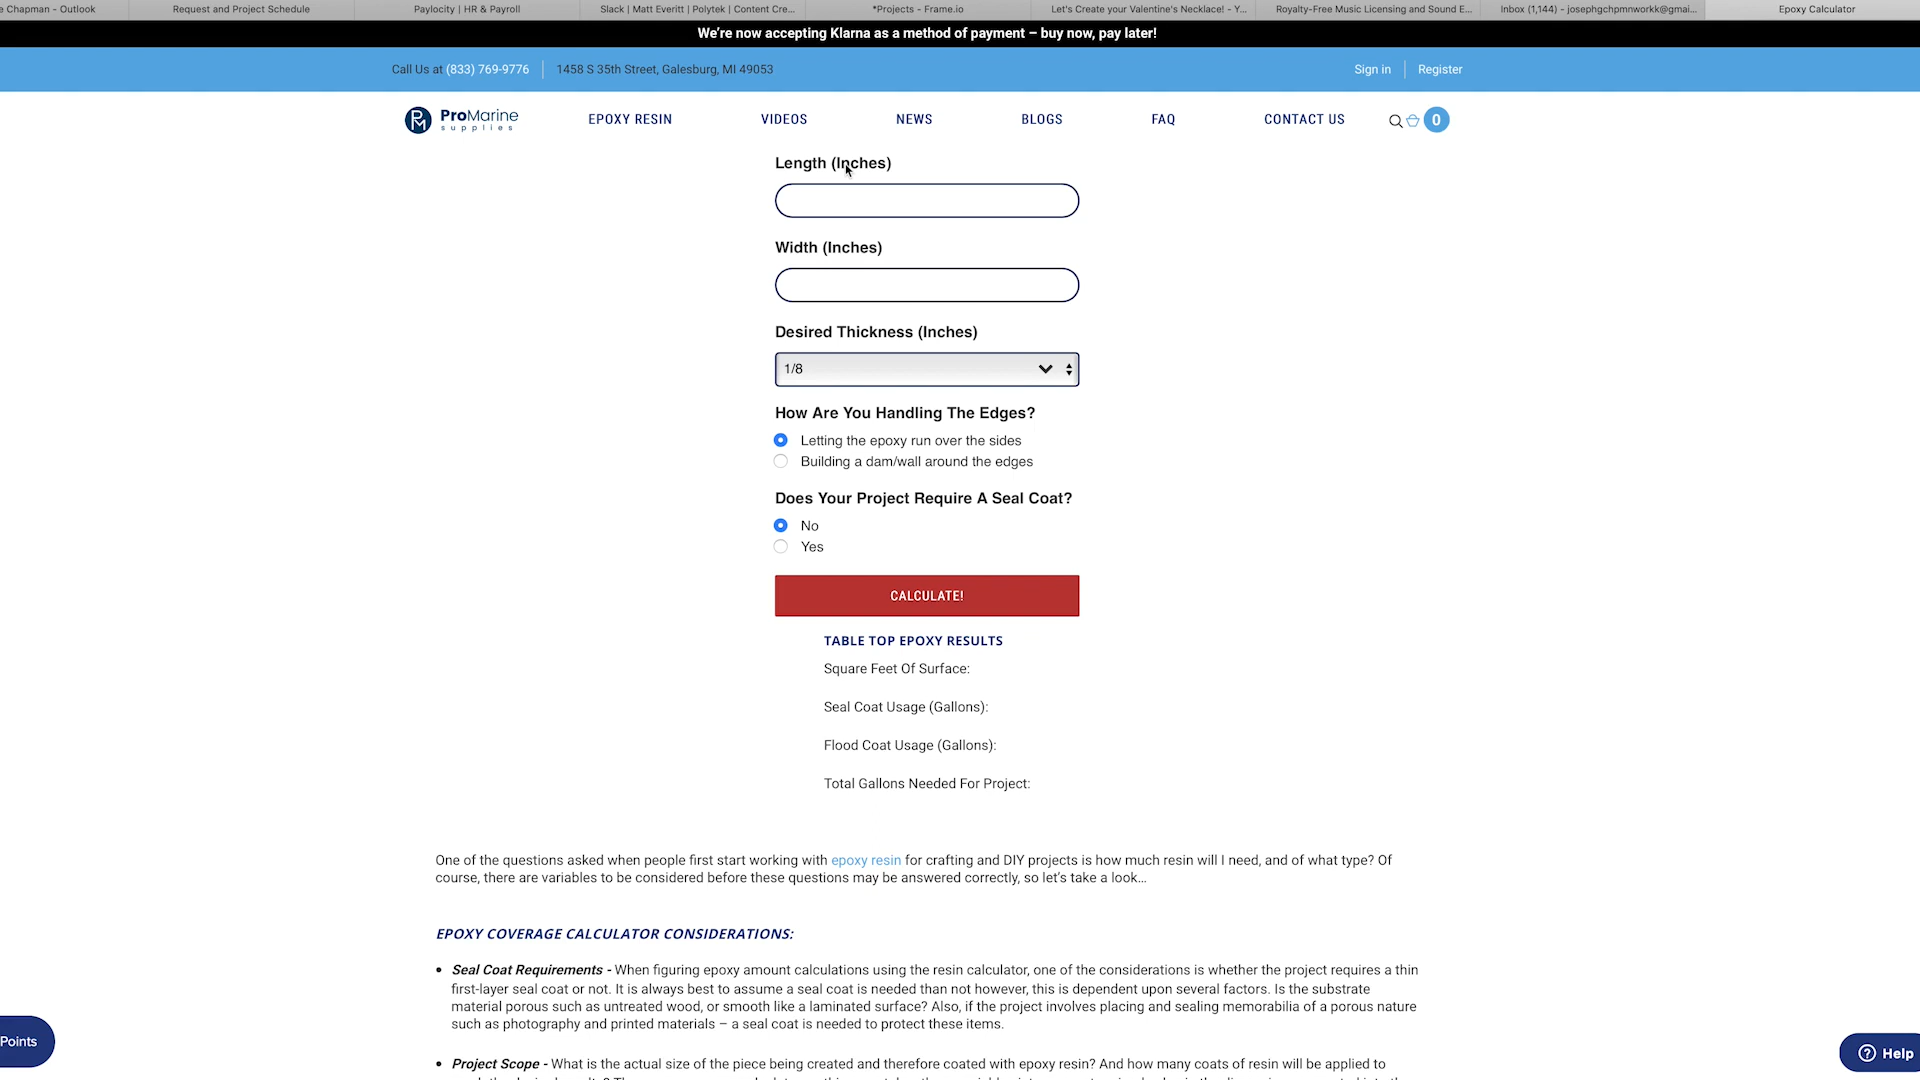 e Chapman - Outlook
Request and Project Schedule
Paylocity | HR & Payroll
Slack | Matt Everitt | Polytek | Content Cre...
*Projects - Frame.io
Let's Create your Valentine's Necklace! - Y...
Royalty-Free Music Licensing and Sound E...
Inbox (1,144) - josephgchpmnworkk@gmai...
Epoxy Calculator
We're now accepting Klarna as a method of payment – buy now, pay later!
Call Us at (833) 769-9776
1458 S 35th Street, Galesburg, MI 49053
Sign in
Register
PM
ProMarine
supplies
EPOXY RESIN
VIDEOS
NEWS
BLOGS
FAQ
CONTACT US
0
Length (Inches)
Width (Inches)
Desired Thickness (Inches)
1/8
How Are You Handling The Edges?
Letting the epoxy run over the sides
Building a dam/wall around the edges
Does Your Project Require A Seal Coat?
No
Yes
CALCULATE!
TABLE TOP EPOXY RESULTS
Square Feet Of Surface:
Seal Coat Usage (Gallons):
Flood Coat Usage (Gallons):
Total Gallons Needed For Project:
One of the questions asked when people first start working with epoxy resin for crafting and DIY projects is how much resin will I need, and of what type? Of
course, there are variables to be considered before these questions may be answered correctly, so let's take a look...
EPOXY COVERAGE CALCULATOR CONSIDERATIONS:
• Seal Coat Requirements - When figuring epoxy amount calculations using the resin calculator, one of the considerations is whether the project requires a thin
first-layer seal coat or not. It is always best to assume a seal coat is needed than not however, this is dependent upon several factors. Is the substrate
material porous such as untreated wood, or smooth like a laminated surface? Also, if the project involves placing and sealing memorabilia of a porous nature
such as photography and printed materials – a seal coat is needed to protect these items.
• Project Scope - What is the actual size of the piece being created and therefore coated with epoxy resin? And how many coats of resin will be applied to
Points
Help